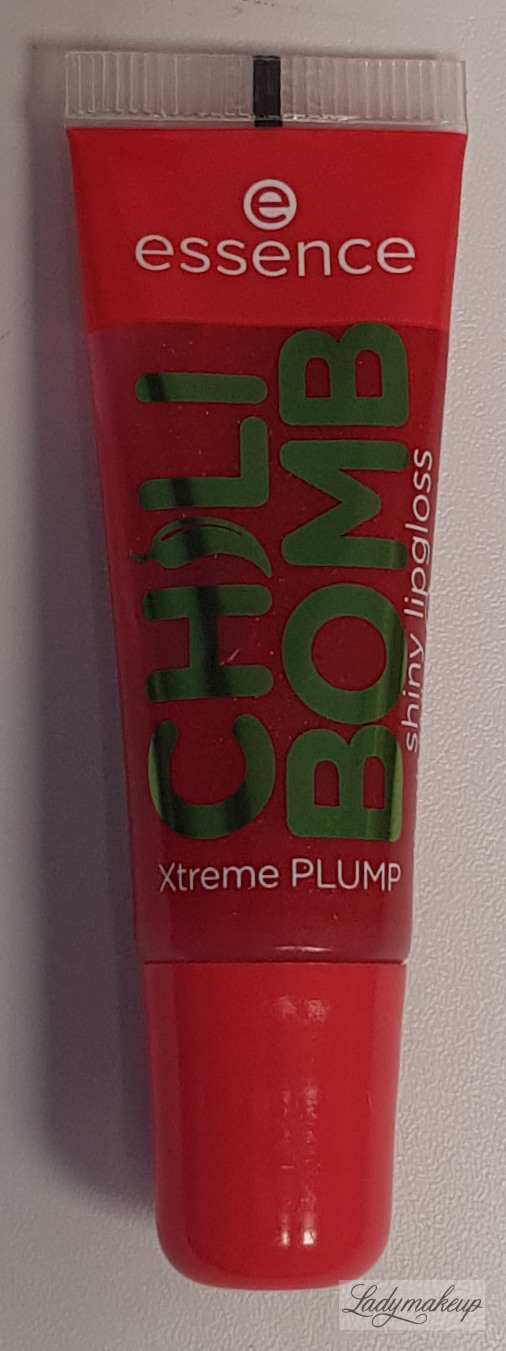 e
essence
CHILI
BOMB
shiny lipgloss
Xtreme PLUMP
Ladymakeup